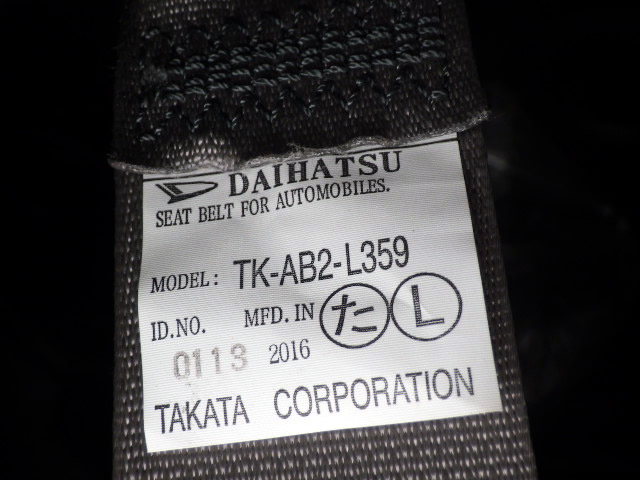 DAIHATSU
SEAT BELT FOR AUTOMOBILES.
MODEL: TK-AB2-L359
ID.NO. MFD. IN た L
0113 2016
TAKATA CORPORATION